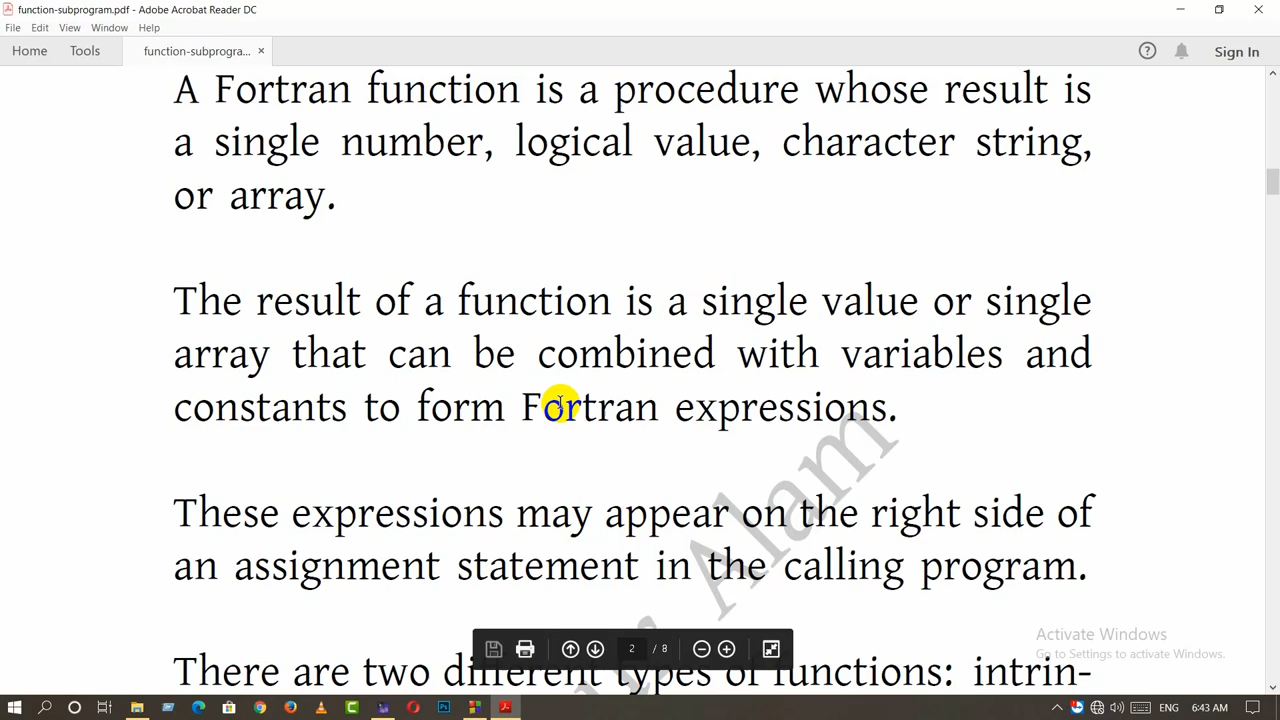 function-subprogram.pdf - Adobe Acrobat Reader DC
File Edit View Window Help
Home Tools function-subprogra... × Sign In
A Fortran function is a procedure whose result is
a single number, logical value, character string,
or array.
The result of a function is a single value or single
array that can be combined with variables and
constants to form Fortran expressions.
These expressions may appear on the right side of
an assignment statement in the calling program.
Alam
Activate Windows
Go to Settings to activate Windows.
2 / 8
There are two different types of functions: intrin-
ENG 6:43 AM